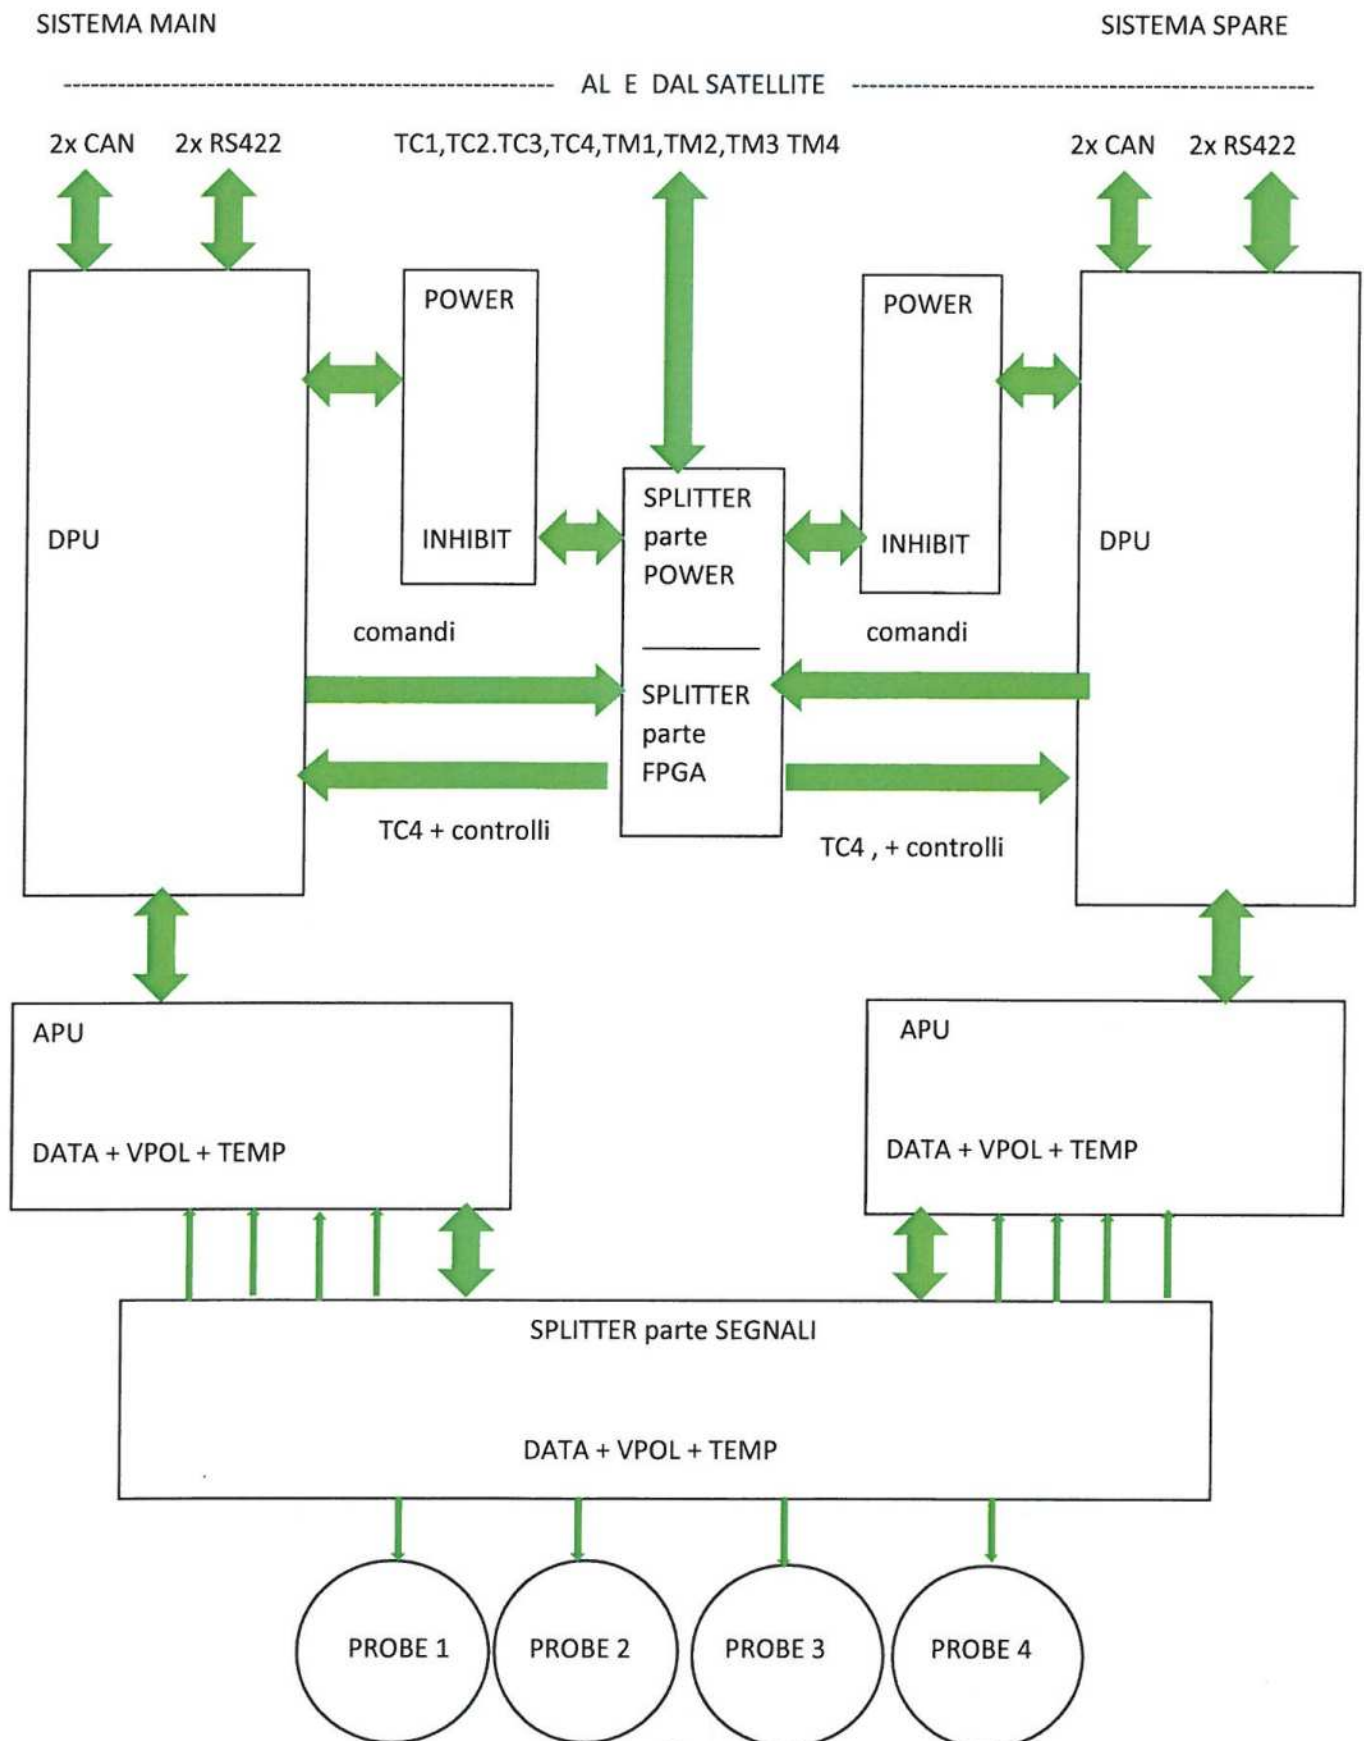 SISTEMA MAIN
SISTEMA SPARE
AL E DAL SATELLITE
2x CAN
2x RS422
TC1,TC2.TC3,TC4,TM1,TM2,TM3 TM4
2x CAN
2x RS422
POWER
POWER
SPLITTER
parte
POWER
DPU
INHIBIT
INHIBIT
DPU
comandi
comandi
SPLITTER
parte
FPGA
TC4 + controlli
TC4 , + controlli
APU
APU
DATA + VPOL + TEMP
DATA + VPOL + TEMP
SPLITTER parte SEGNALI
DATA + VPOL + TEMP
PROBE 1
PROBE 2
PROBE 3
PROBE 4